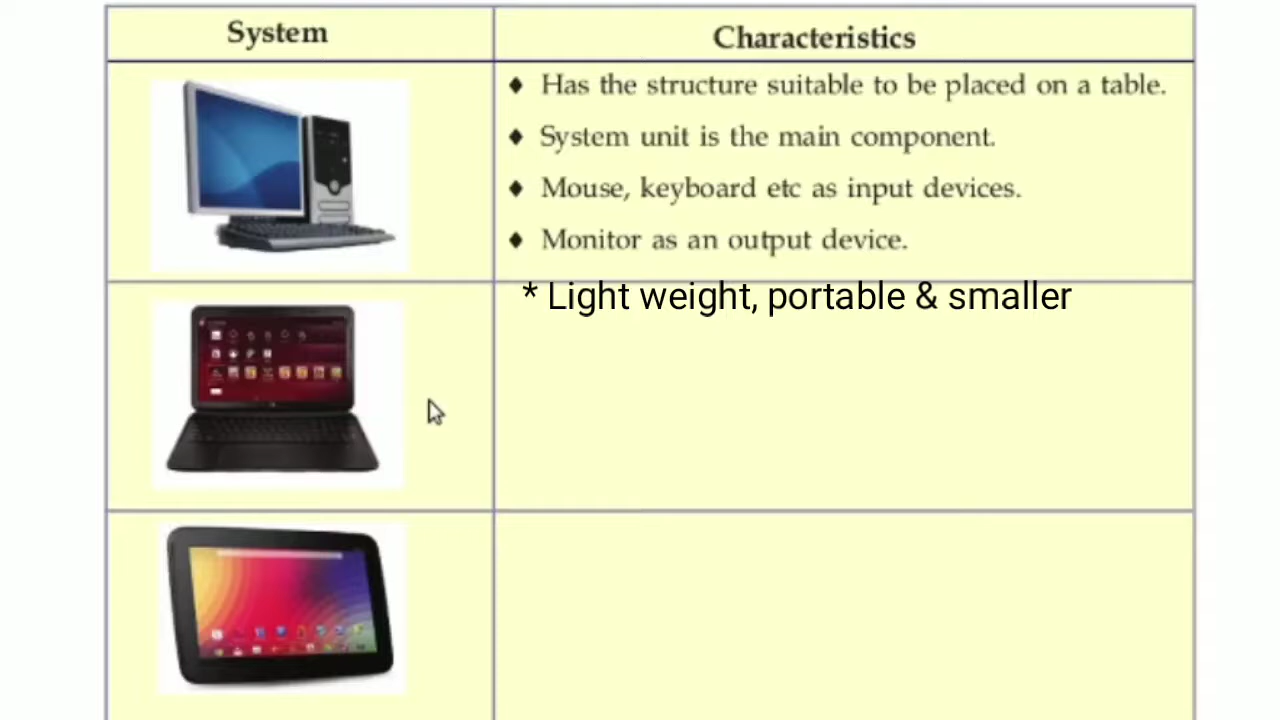 System
Characteristics
♦ Has the structure suitable to be placed on a table.
♦ System unit is the main component.
♦ Mouse, keyboard etc as input devices.
♦ Monitor as an output device.
* Light weight, portable & smaller